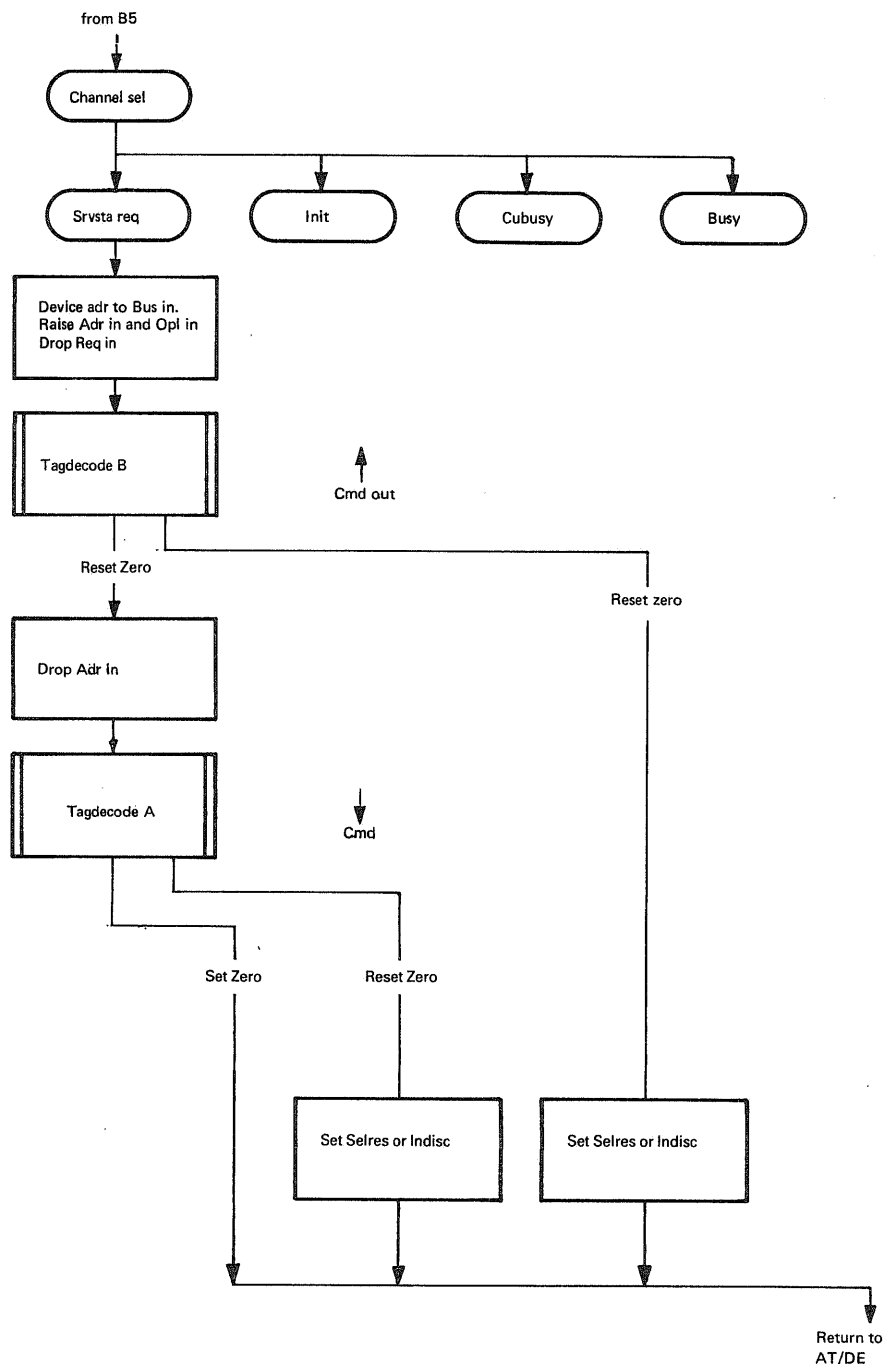 from B5
Channel sel
Srvsta req
Init
Cubusy
Busy
Device adr to Bus in.
Raise Adr in and Opl in
Drop Req in
Tagdecode B
Cmd out
Reset Zero
Reset zero
Drop Adr In
Tagdecode A
Cmd
Set Zero
Reset Zero
Set Selres or Indisc
Set Selres or Indisc
Return to
AT/DE